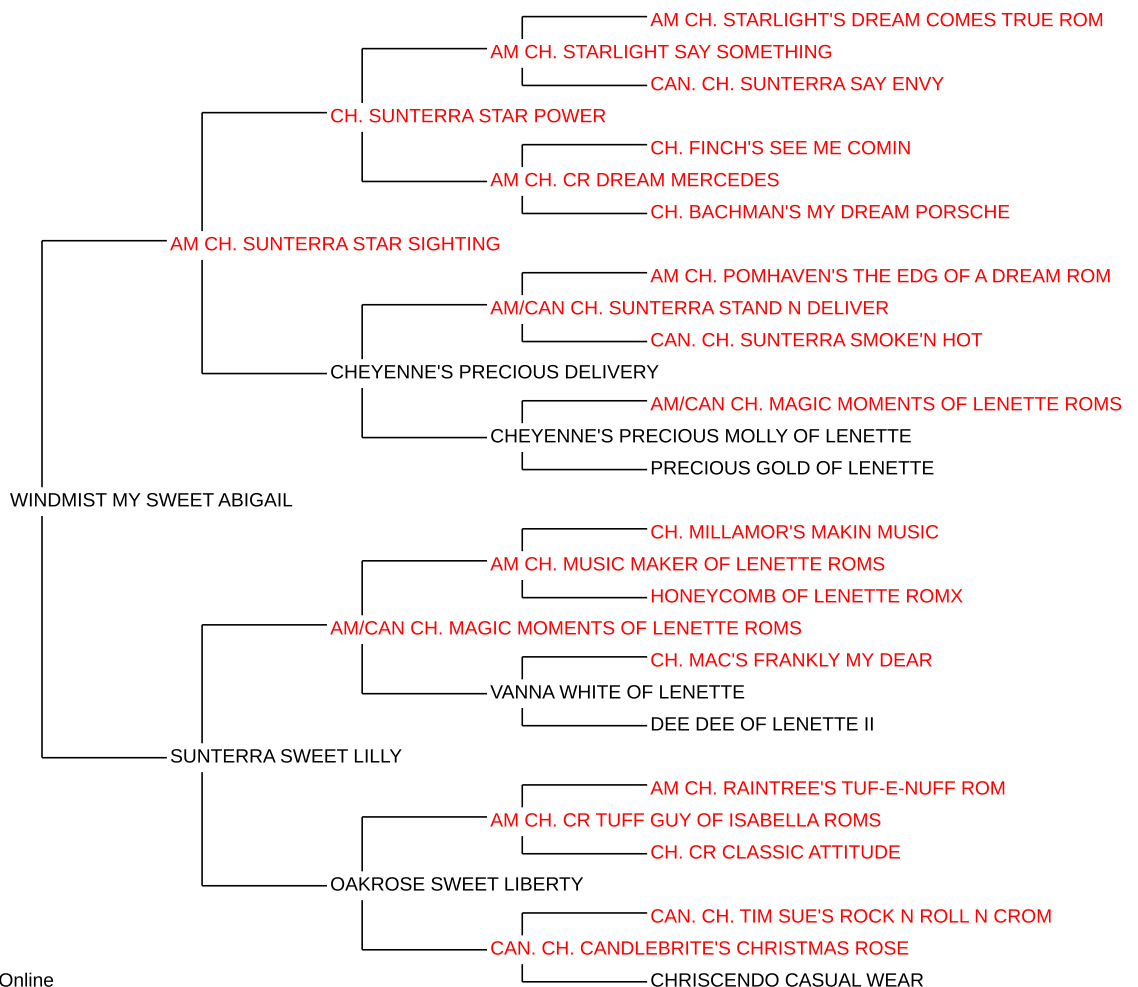 AM CH. STARLIGHT'S DREAM COMES TRUE ROM
AM CH. STARLIGHT SAY SOMETHING
CAN. CH. SUNTERRA SAY ENVY
CH. SUNTERRA STAR POWER
CH. FINCH'S SEE ME COMIN
AM CH. CR DREAM MERCEDES
CH. BACHMAN'S MY DREAM PORSCHE
AM CH. SUNTERRA STAR SIGHTING
AM CH. POMHAVEN'S THE EDG OF A DREAM ROM
AM/CAN CH. SUNTERRA STAND N DELIVER
CAN. CH. SUNTERRA SMOKE'N HOT
CHEYENNE'S PRECIOUS DELIVERY
AM/CAN CH. MAGIC MOMENTS OF LENETTE ROMS
CHEYENNE'S PRECIOUS MOLLY OF LENETTE
PRECIOUS GOLD OF LENETTE
WINDMIST MY SWEET ABIGAIL
CH. MILLAMOR'S MAKIN MUSIC
AM CH. MUSIC MAKER OF LENETTE ROMS
HONEYCOMB OF LENETTE ROMX
AM/CAN CH. MAGIC MOMENTS OF LENETTE ROMS
CH. MAC'S FRANKLY MY DEAR
VANNA WHITE OF LENETTE
DEE DEE OF LENETTE II
SUNTERRA SWEET LILLY
AM CH. RAINTREE'S TUF-E-NUFF ROM
AM CH. CR TUFF GUY OF ISABELLA ROMS
CH. CR CLASSIC ATTITUDE
OAKROSE SWEET LIBERTY
CAN. CH. TIM SUE'S ROCK N ROLL N CROM
CAN. CH. CANDLEBRITE'S CHRISTMAS ROSE
CHRISCENDO CASUAL WEAR
Online